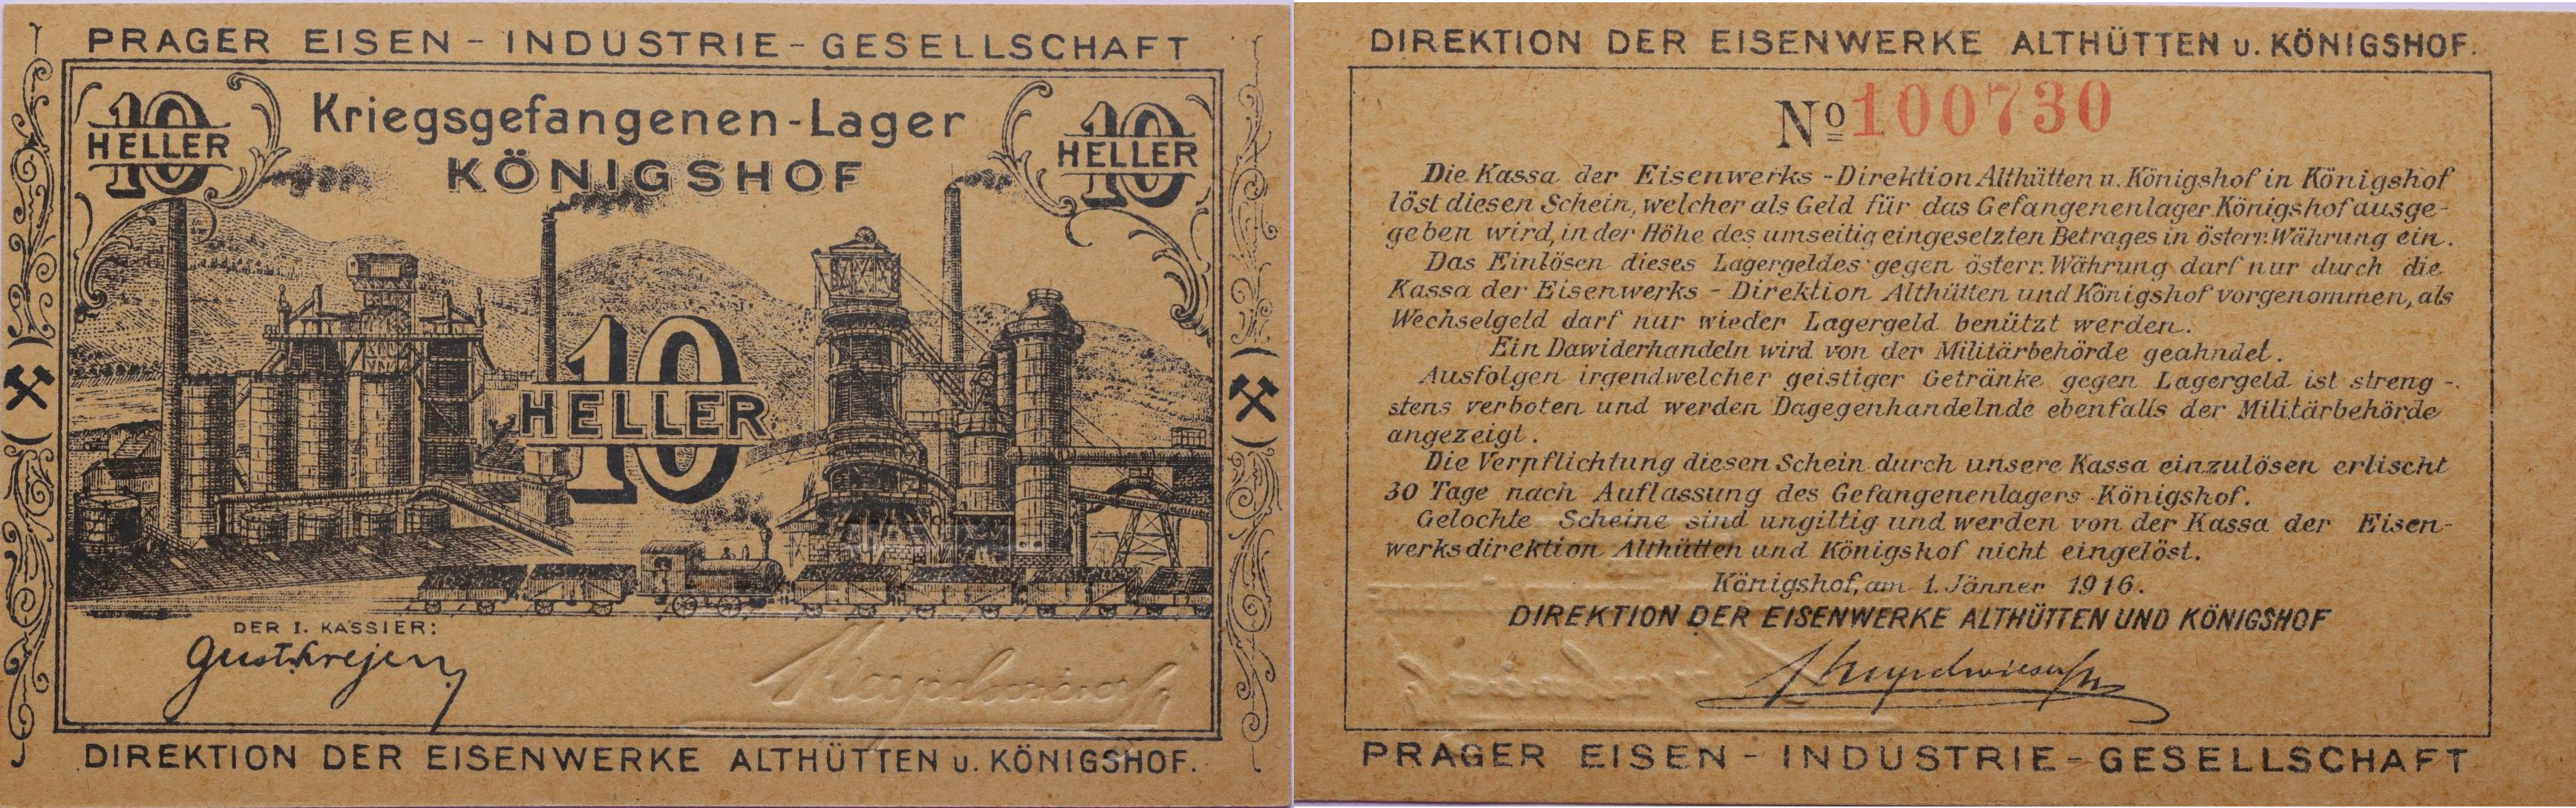 PRAGER EISEN - INDUSTRIE - GESELLSCHAFT
10 HELLER
Kriegsgefangenen-Lager
KÖNIGSHOF
10 HELLER
10 HELLER
DER I. KASSIER:
DIREKTION DER EISENWERKE ALTHÜTTEN u. KÖNIGSHOF.
DIREKTION DER EISENWERKE ALTHÜTTEN u. KÖNIGSHOF.
Nº 100730
Die Kassa der Eisenwerks - Direktion Althütten u. Königshof in Königshof
löst diesen Schein, welcher als Geld für das Gefangenenlager Königshof ausge-
geben wird, in der Höhe des umseitig eingesetzten Betrages in österr. Währung ein.
Das Einlösen dieses Lagergeldes gegen österr. Währung darf nur durch die
Kassa der Eisenwerks - Direktion Althütten und Königshof vorgenommen, als
Wechselgeld darf nur wieder Lagergeld benützt werden.
Ein Dawiderhandeln wird von der Militärbehörde geahndet.
Ausfolgen irgendwelcher geistiger Getränke gegen Lagergeld ist streng -
stens verboten und werden Dagegenhandelnde ebenfalls der Militärbehörde
angezeigt.
Die Verpflichtung diesen Schein durch unsere Kassa einzulösen erlischt
30 Tage nach Auflassung des Gefangenenlagers Königshof.
Gelochte Scheine sind ungiltig und werden von der Kassa der Eisen-
werksdirektion Althütten und Königshof nicht eingelöst.
Königshof, am 1. Jänner 1916.
DIREKTION DER EISENWERKE ALTHÜTTEN UND KÖNIGSHOF
PRAGER EISEN - INDUSTRIE - GESELLSCHAFT